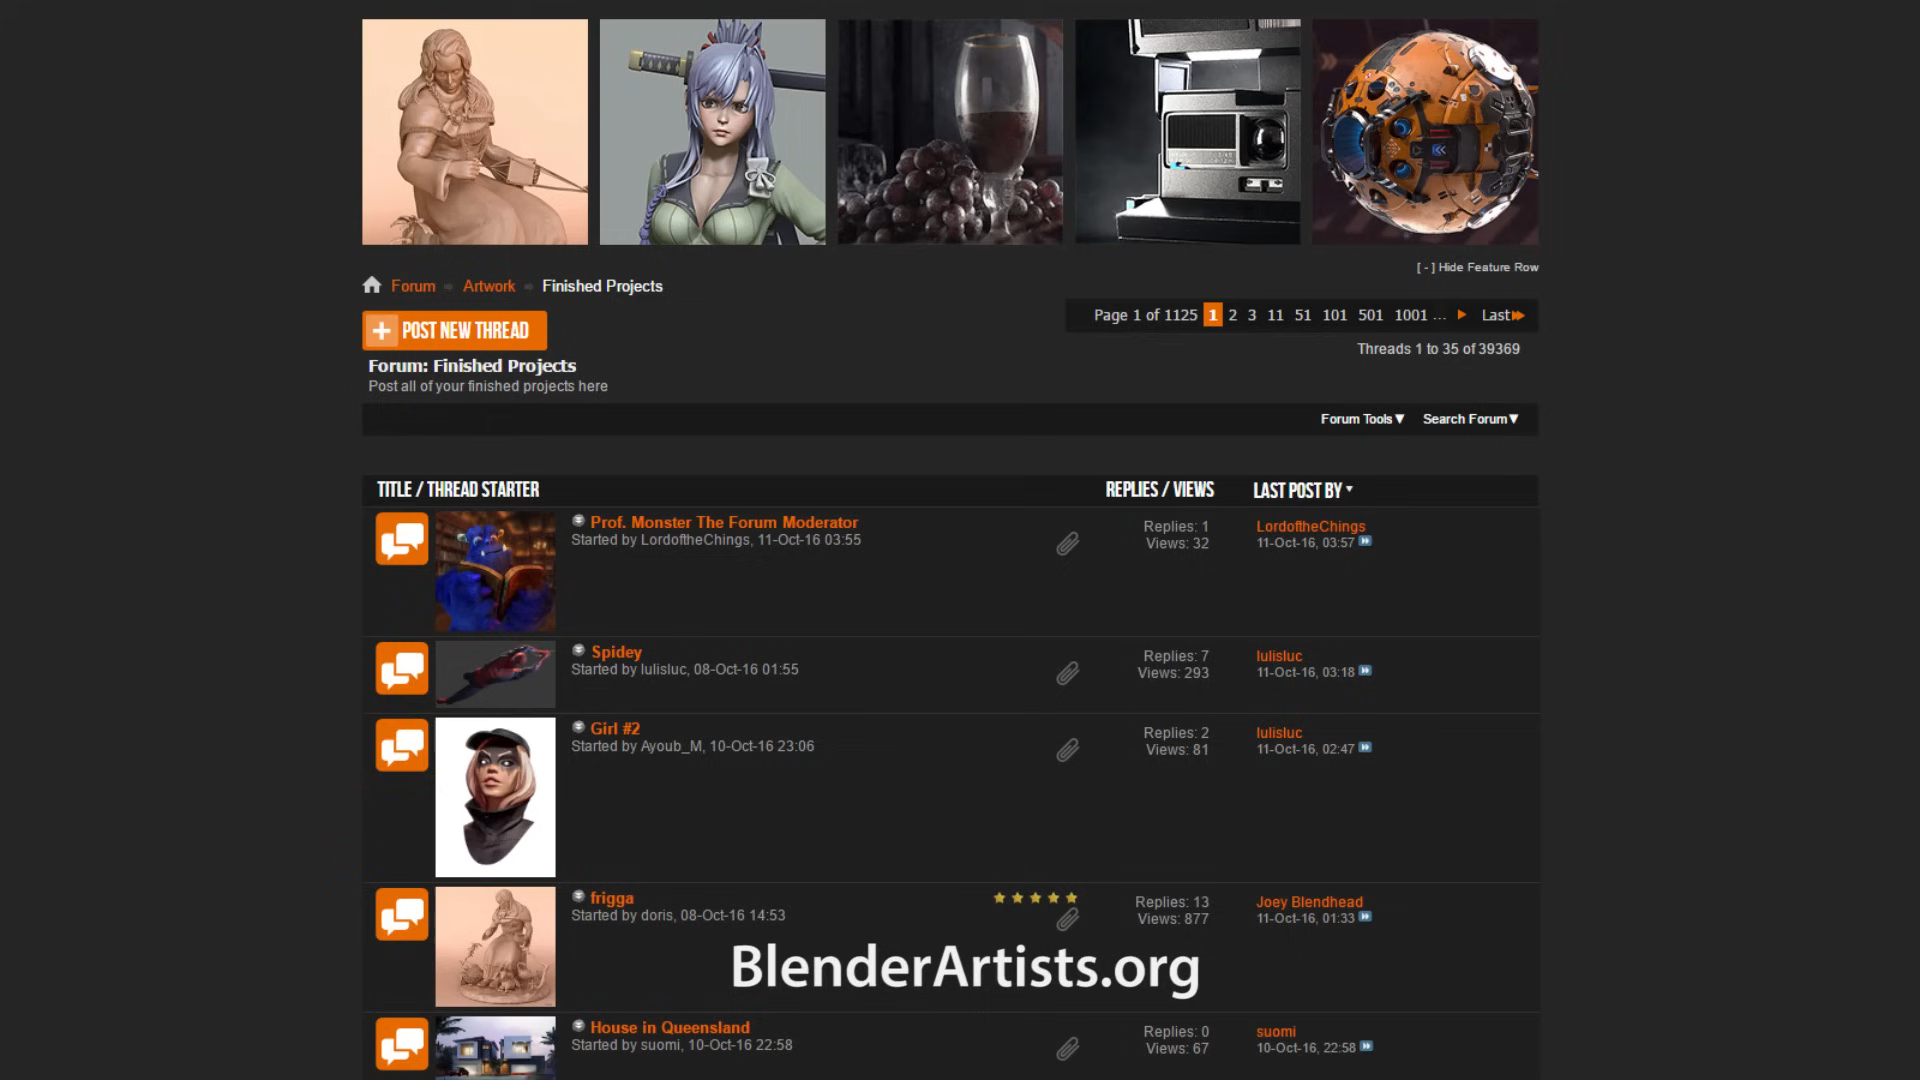 [ - ] Hide Feature Row
Forum Artwork Finished Projects
POST NEW THREAD
Page 1 of 1125 1 2 3 11 51 101 501 1001 ... Last
Forum: Finished Projects
Threads 1 to 35 of 39369
Post all of your finished projects here
Forum Tools Search Forum
TITLE / THREAD STARTER REPLIES / VIEWS LAST POST BY
Prof. Monster The Forum Moderator
Started by LordoftheChings, 11-Oct-16 03:55
Replies: 1
Views: 32
LordoftheChings
11-Oct-16, 03:57
Spidey
Started by lulisluc, 08-Oct-16 01:55
Replies: 7
Views: 293
lulisluc
11-Oct-16, 03:18
Girl #2
Started by Ayoub_M, 10-Oct-16 23:06
Replies: 2
Views: 81
lulisluc
11-Oct-16, 02:47
frigga
Started by doris, 08-Oct-16 14:53
Replies: 13
Views: 877
Joey Blendhead
11-Oct-16, 01:33
BlenderArtists.org
House in Queensland
Started by suomi, 10-Oct-16 22:58
Replies: 0
Views: 67
suomi
10-Oct-16, 22:58